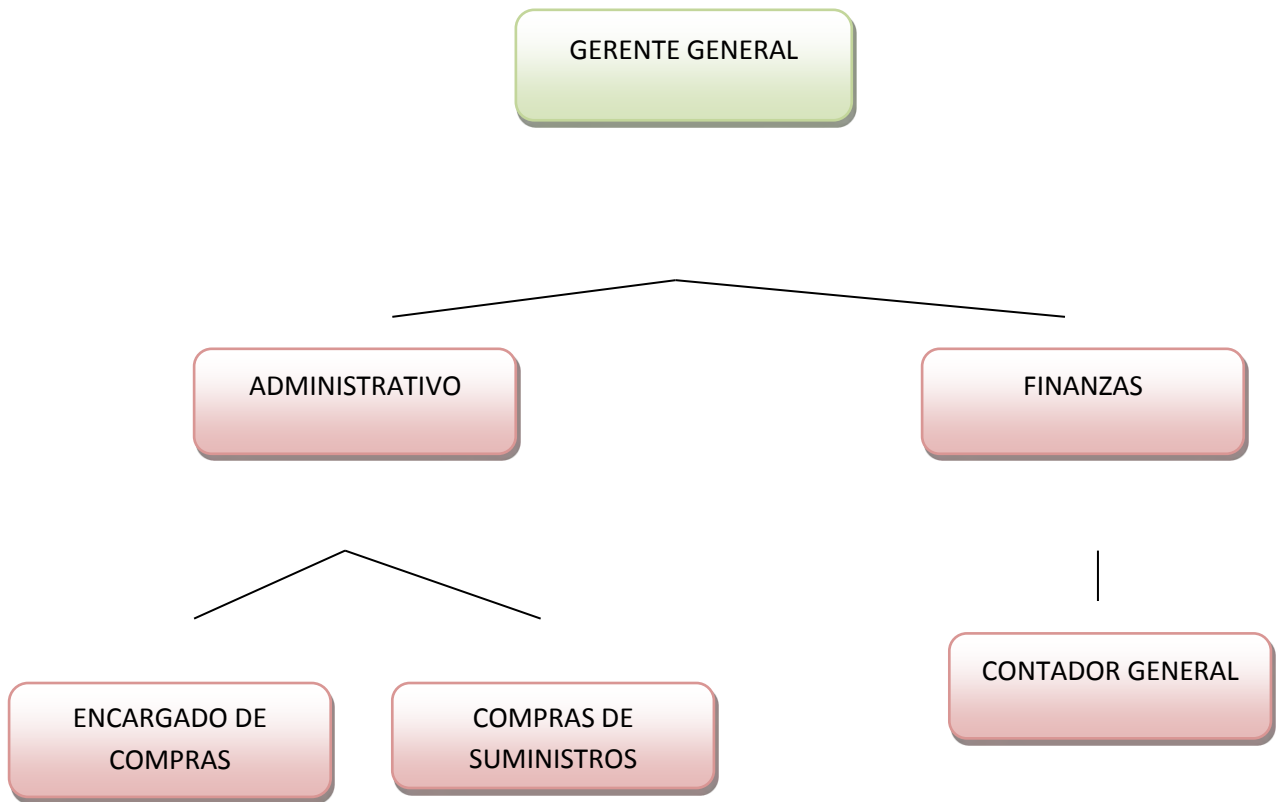 GERENTE GENERAL
ADMINISTRATIVO
FINANZAS
ENCARGADO DE
COMPRAS
COMPRAS DE
SUMINISTROS
CONTADOR GENERAL